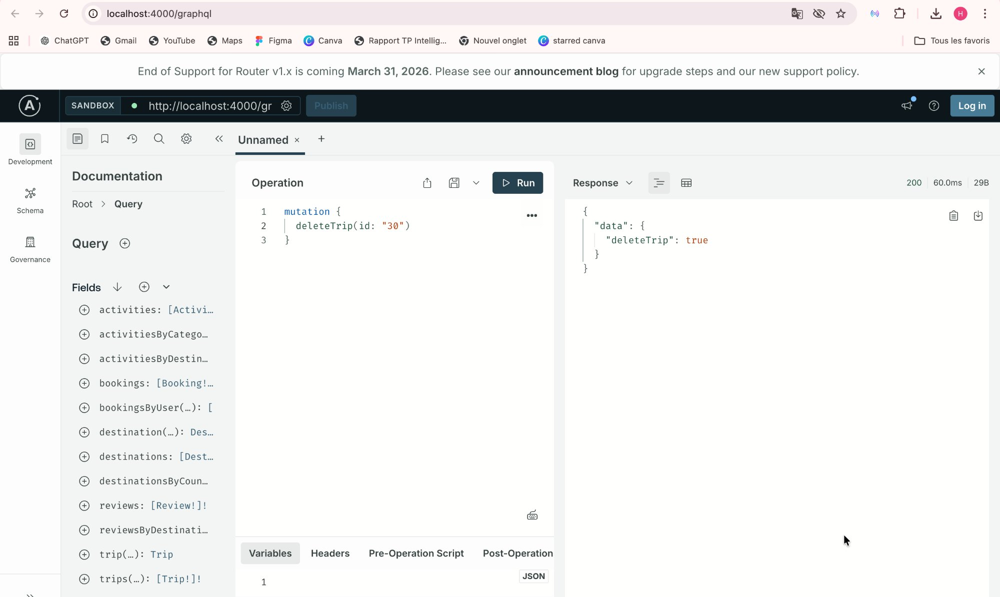 localhost:4000/graphql
H
ChatGPT
Gmail
YouTube
Maps
Figma
Canva
Rapport TP Intellig...
Nouvel onglet
starred canva
Tous les favoris
End of Support for Router v1.x is coming March 31, 2026. Please see our announcement blog for upgrade steps and our new support policy.
SANDBOX
http://localhost:4000/gr
Publish
Log in
Unnamed
Development
Schema
Governance
Documentation
Root > Query
Query
Fields
activities: [Activi…
activitiesByCatego…
activitiesByDestin…
bookings: [Booking!…
bookingsByUser(…): [
destination(…): Des…
destinations: [Dest…
destinationsByCoun…
reviews: [Review!]!
reviewsByDestinati…
trip(…): Trip
trips(…): [Trip!]!
Operation
Run
1 mutation {
2 deleteTrip(id: "30")
3 }
Variables
Headers
Pre-Operation Script
Post-Operation
JSON
1
Response
200
60.0ms
29B
{
"data": {
"deleteTrip": true
}
}